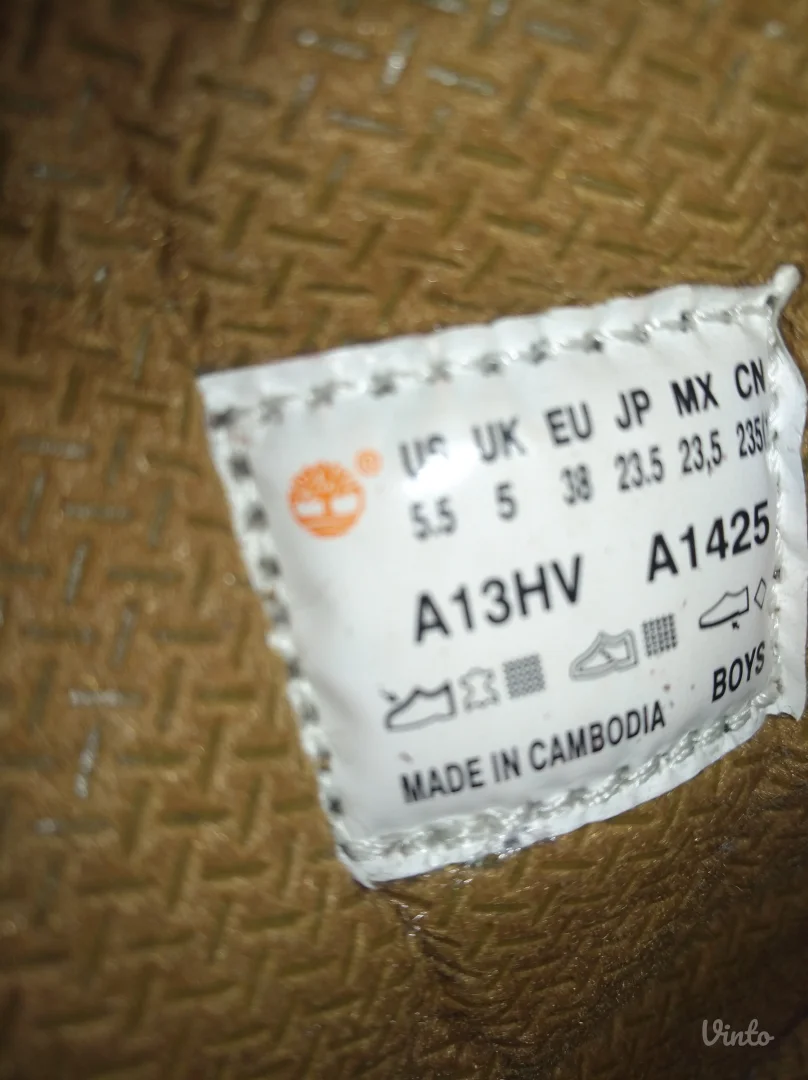 US UK EU JP MX CN
5.5 5 38 23.5 23,5 235/
A13HV A1425
BOYS
MADE IN CAMBODIA
Vinto